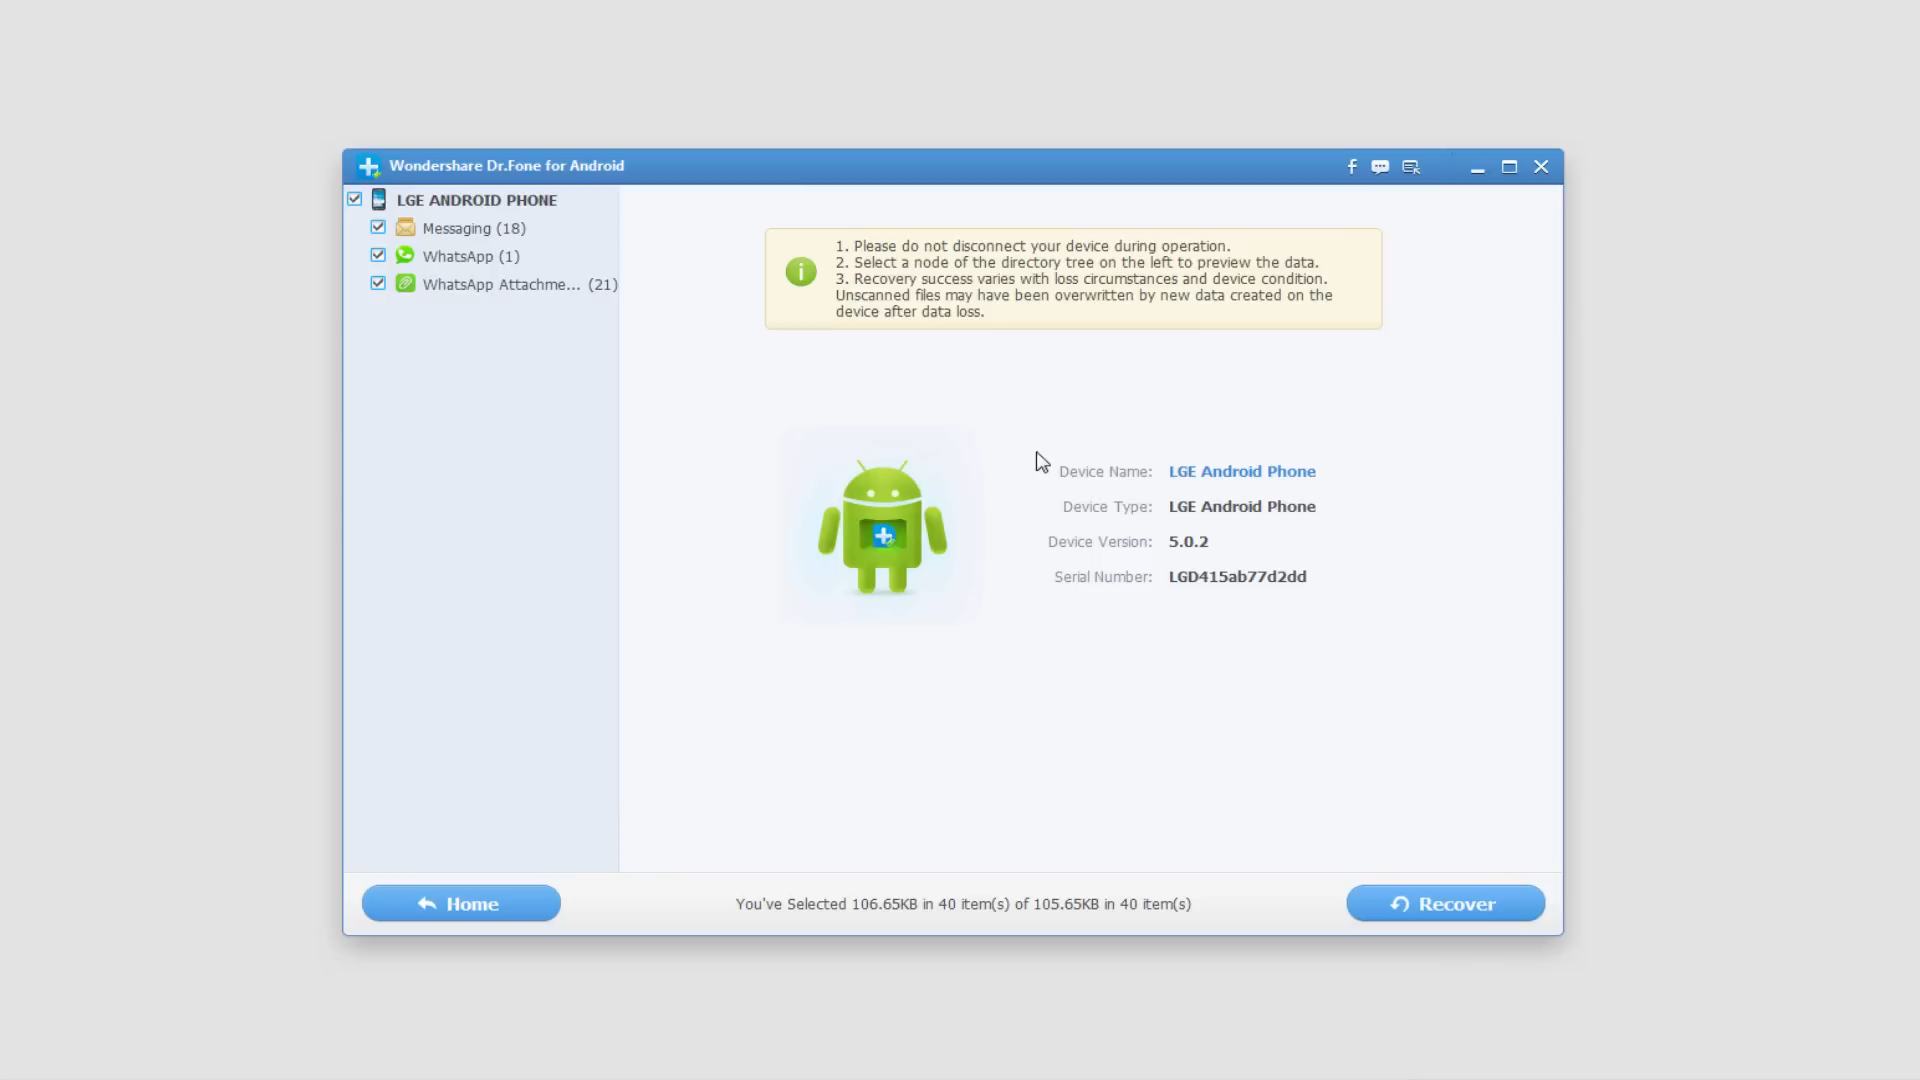 Wondershare Dr.Fone for Android
LGE ANDROID PHONE
Messaging (18)
WhatsApp (1)
WhatsApp Attachme... (21)
1. Please do not disconnect your device during operation.
2. Select a node of the directory tree on the left to preview the data.
3. Recovery success varies with loss circumstances and device condition.
Unscanned files may have been overwritten by new data created on the
device after data loss.
Device Name: LGE Android Phone
Device Type: LGE Android Phone
Device Version: 5.0.2
Serial Number: LGD415ab77d2dd
Home
You've Selected 106.65KB in 40 item(s) of 105.65KB in 40 item(s)
Recover